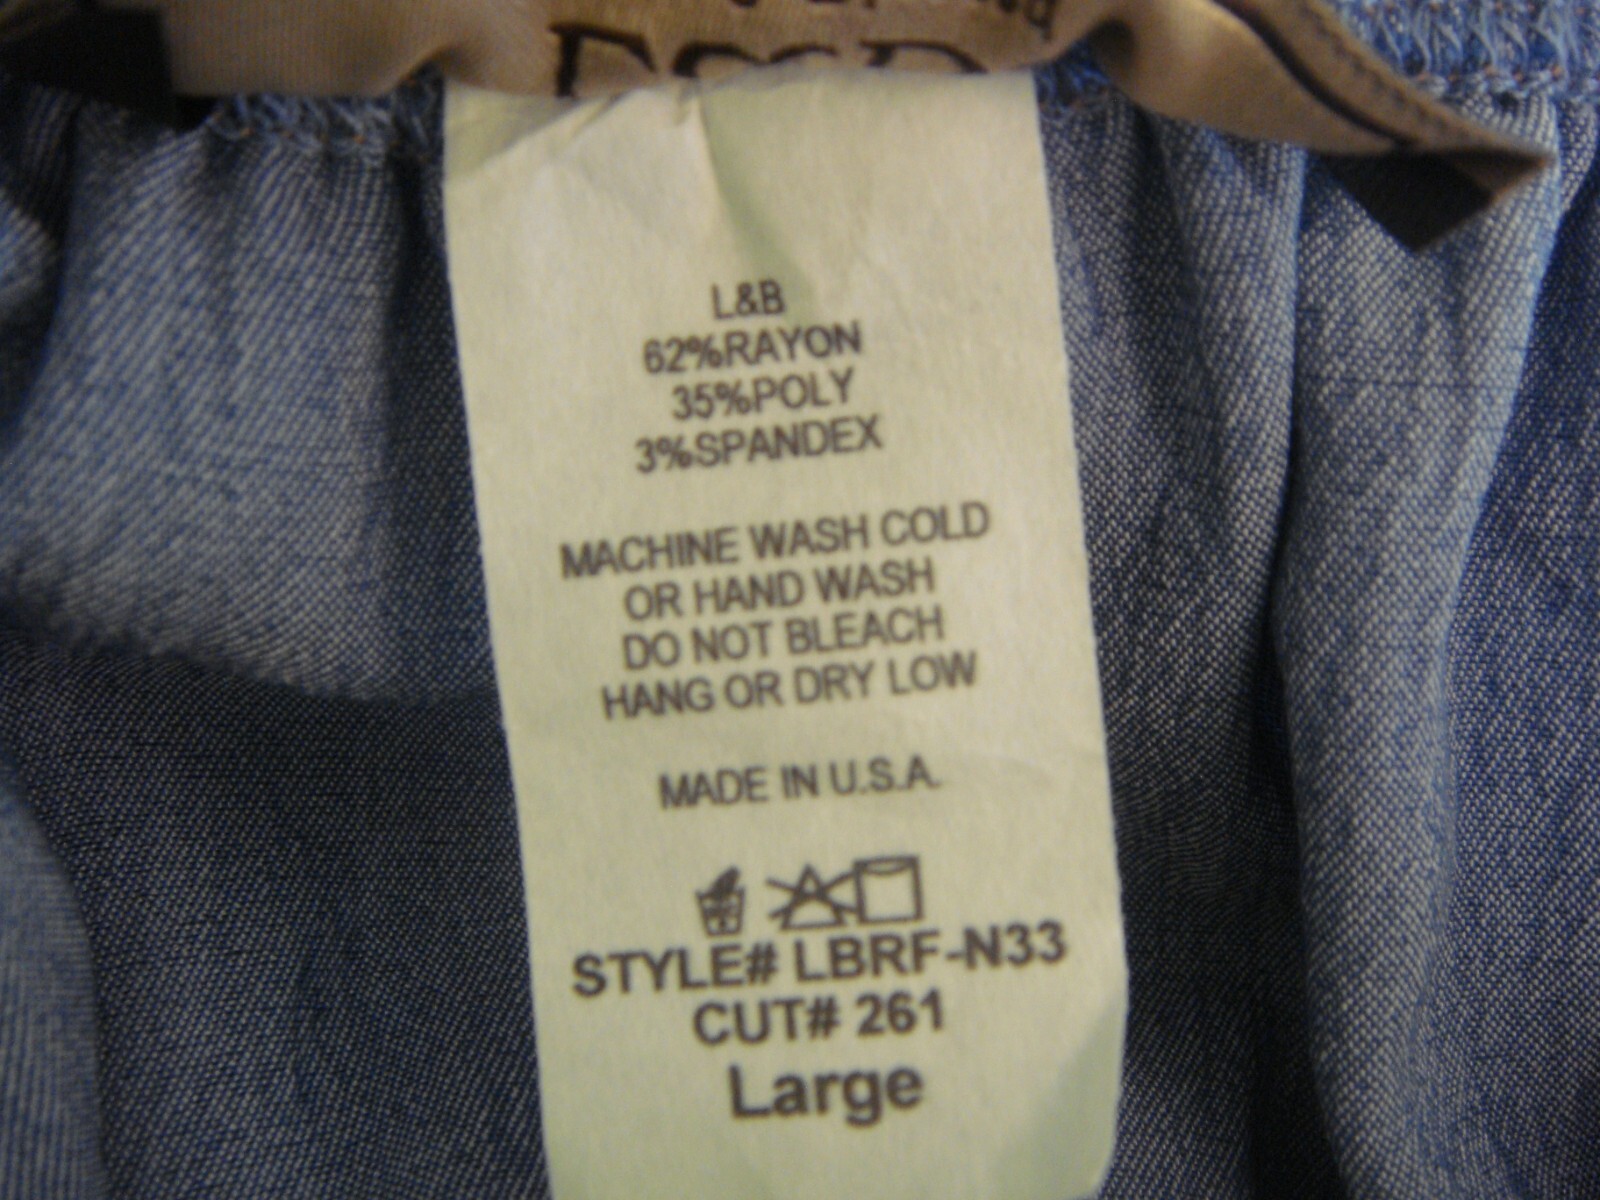 L&B
62%RAYON
35%POLY
3%SPANDEX
MACHINE WASH COLD
OR HAND WASH
DO NOT BLEACH
HANG OR DRY LOW
MADE IN U.S.A.
STYLE# LBRF-N33
CUT# 261
Large